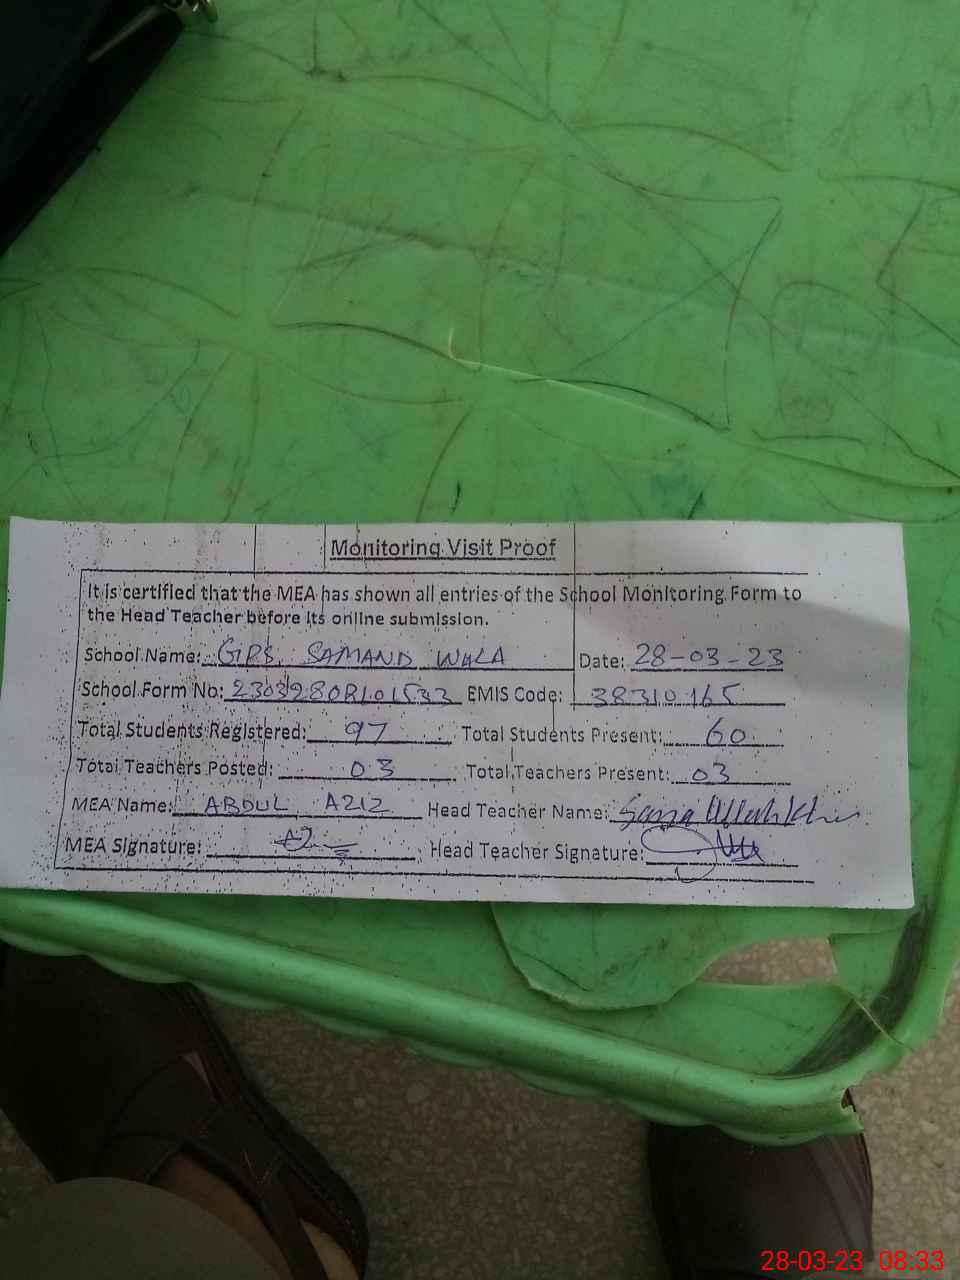 Monitoring Visit Proof
It is certified that the MEA has shown all entries of the School Monitoring Form to
the Head Teacher before its online submission.
School Name: GPS SAMAND WALA Date: 28-03-23
School Form No: EMIS Code: 38310165
Total Students Registered: 97 Total Students Present: 60
Total Teachers Posted: 03 Total Teachers Present: 03
MEA Name: ABDUL AZIZ Head Teacher Name: Khan
MEA Signature: Head Teacher Signature:
28-03-23 08:33